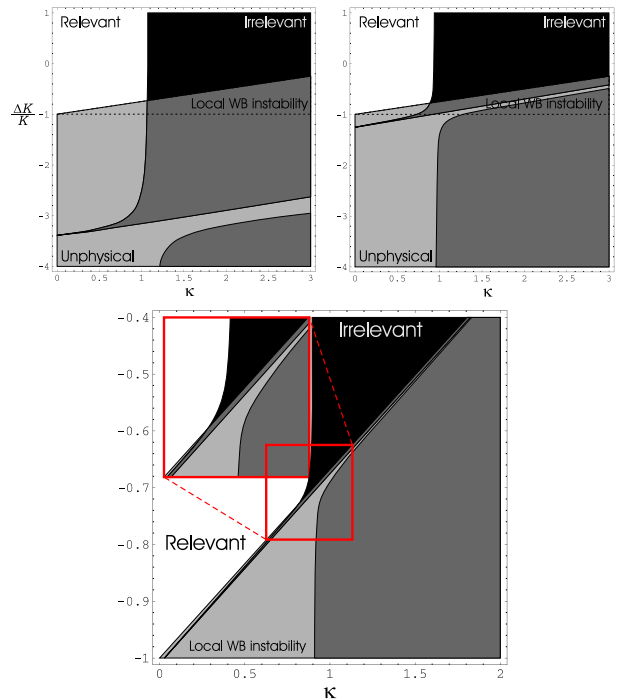 Relevant
Irrelevant
Local WB instability
Unphysical
ΔK
K
1
0
-1
-2
-3
-4
0
0.5
1
1.5
2
2.5
3
κ
Relevant
Irrelevant
Local WB instability
Unphysical
1
0
-1
-2
-3
-4
0
0.5
1
1.5
2
2.5
3
κ
Irrelevant
Relevant
Local WB instability
-0.4
-0.5
-0.6
-0.7
-0.8
-0.9
-1
0
0.5
1
1.5
2
κ